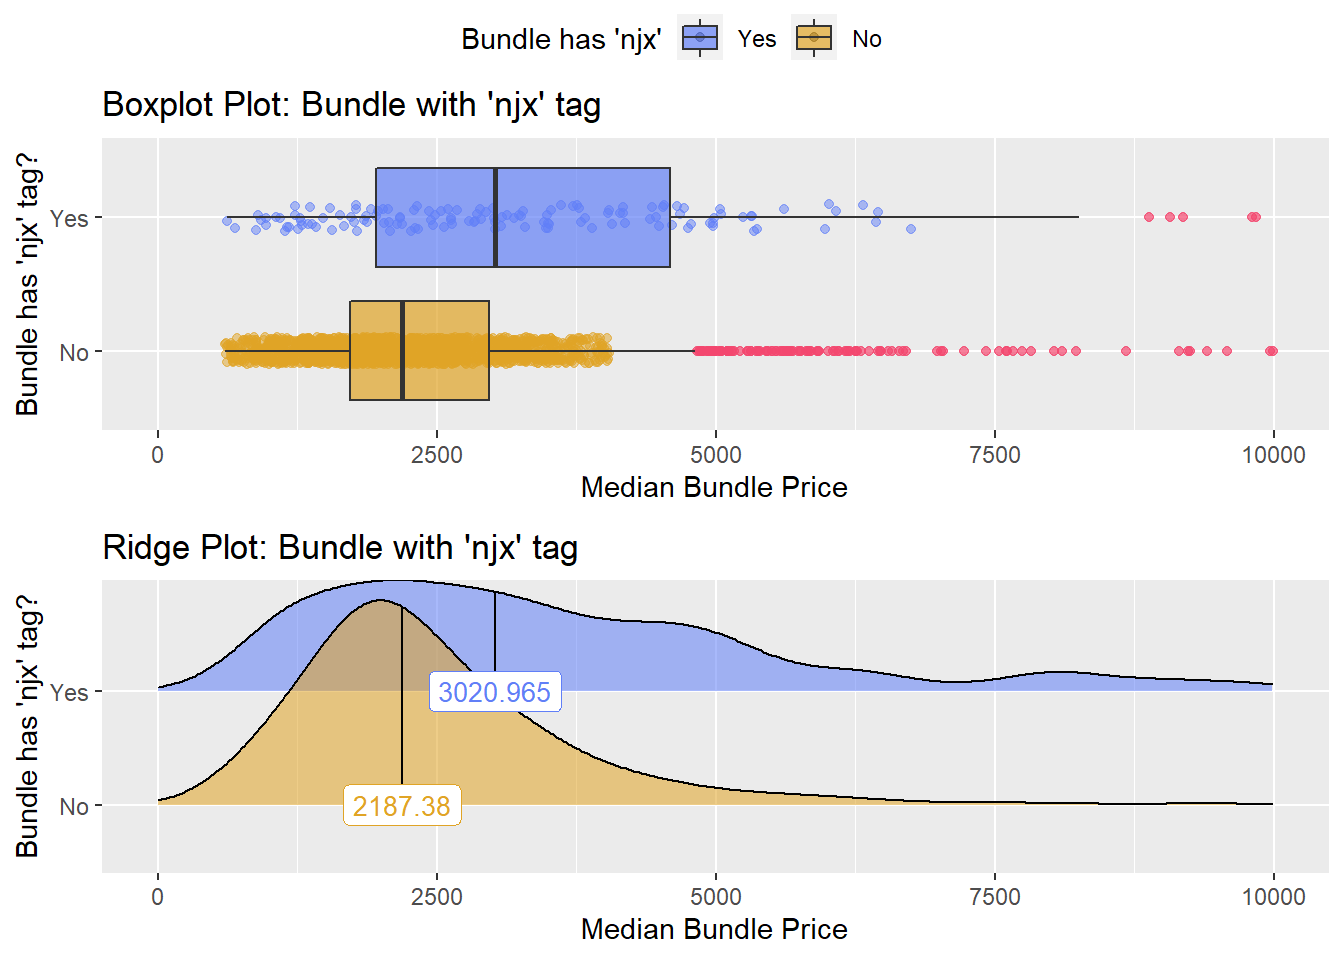 Bundle has 'njx' Yes No
Boxplot Plot: Bundle with 'njx' tag
Bundle has 'njx' tag?
Yes
No
0 2500 5000 7500 10000
Median Bundle Price
Ridge Plot: Bundle with 'njx' tag
Bundle has 'njx' tag?
Yes
3020.965
No
2187.38
0 2500 5000 7500 10000
Median Bundle Price